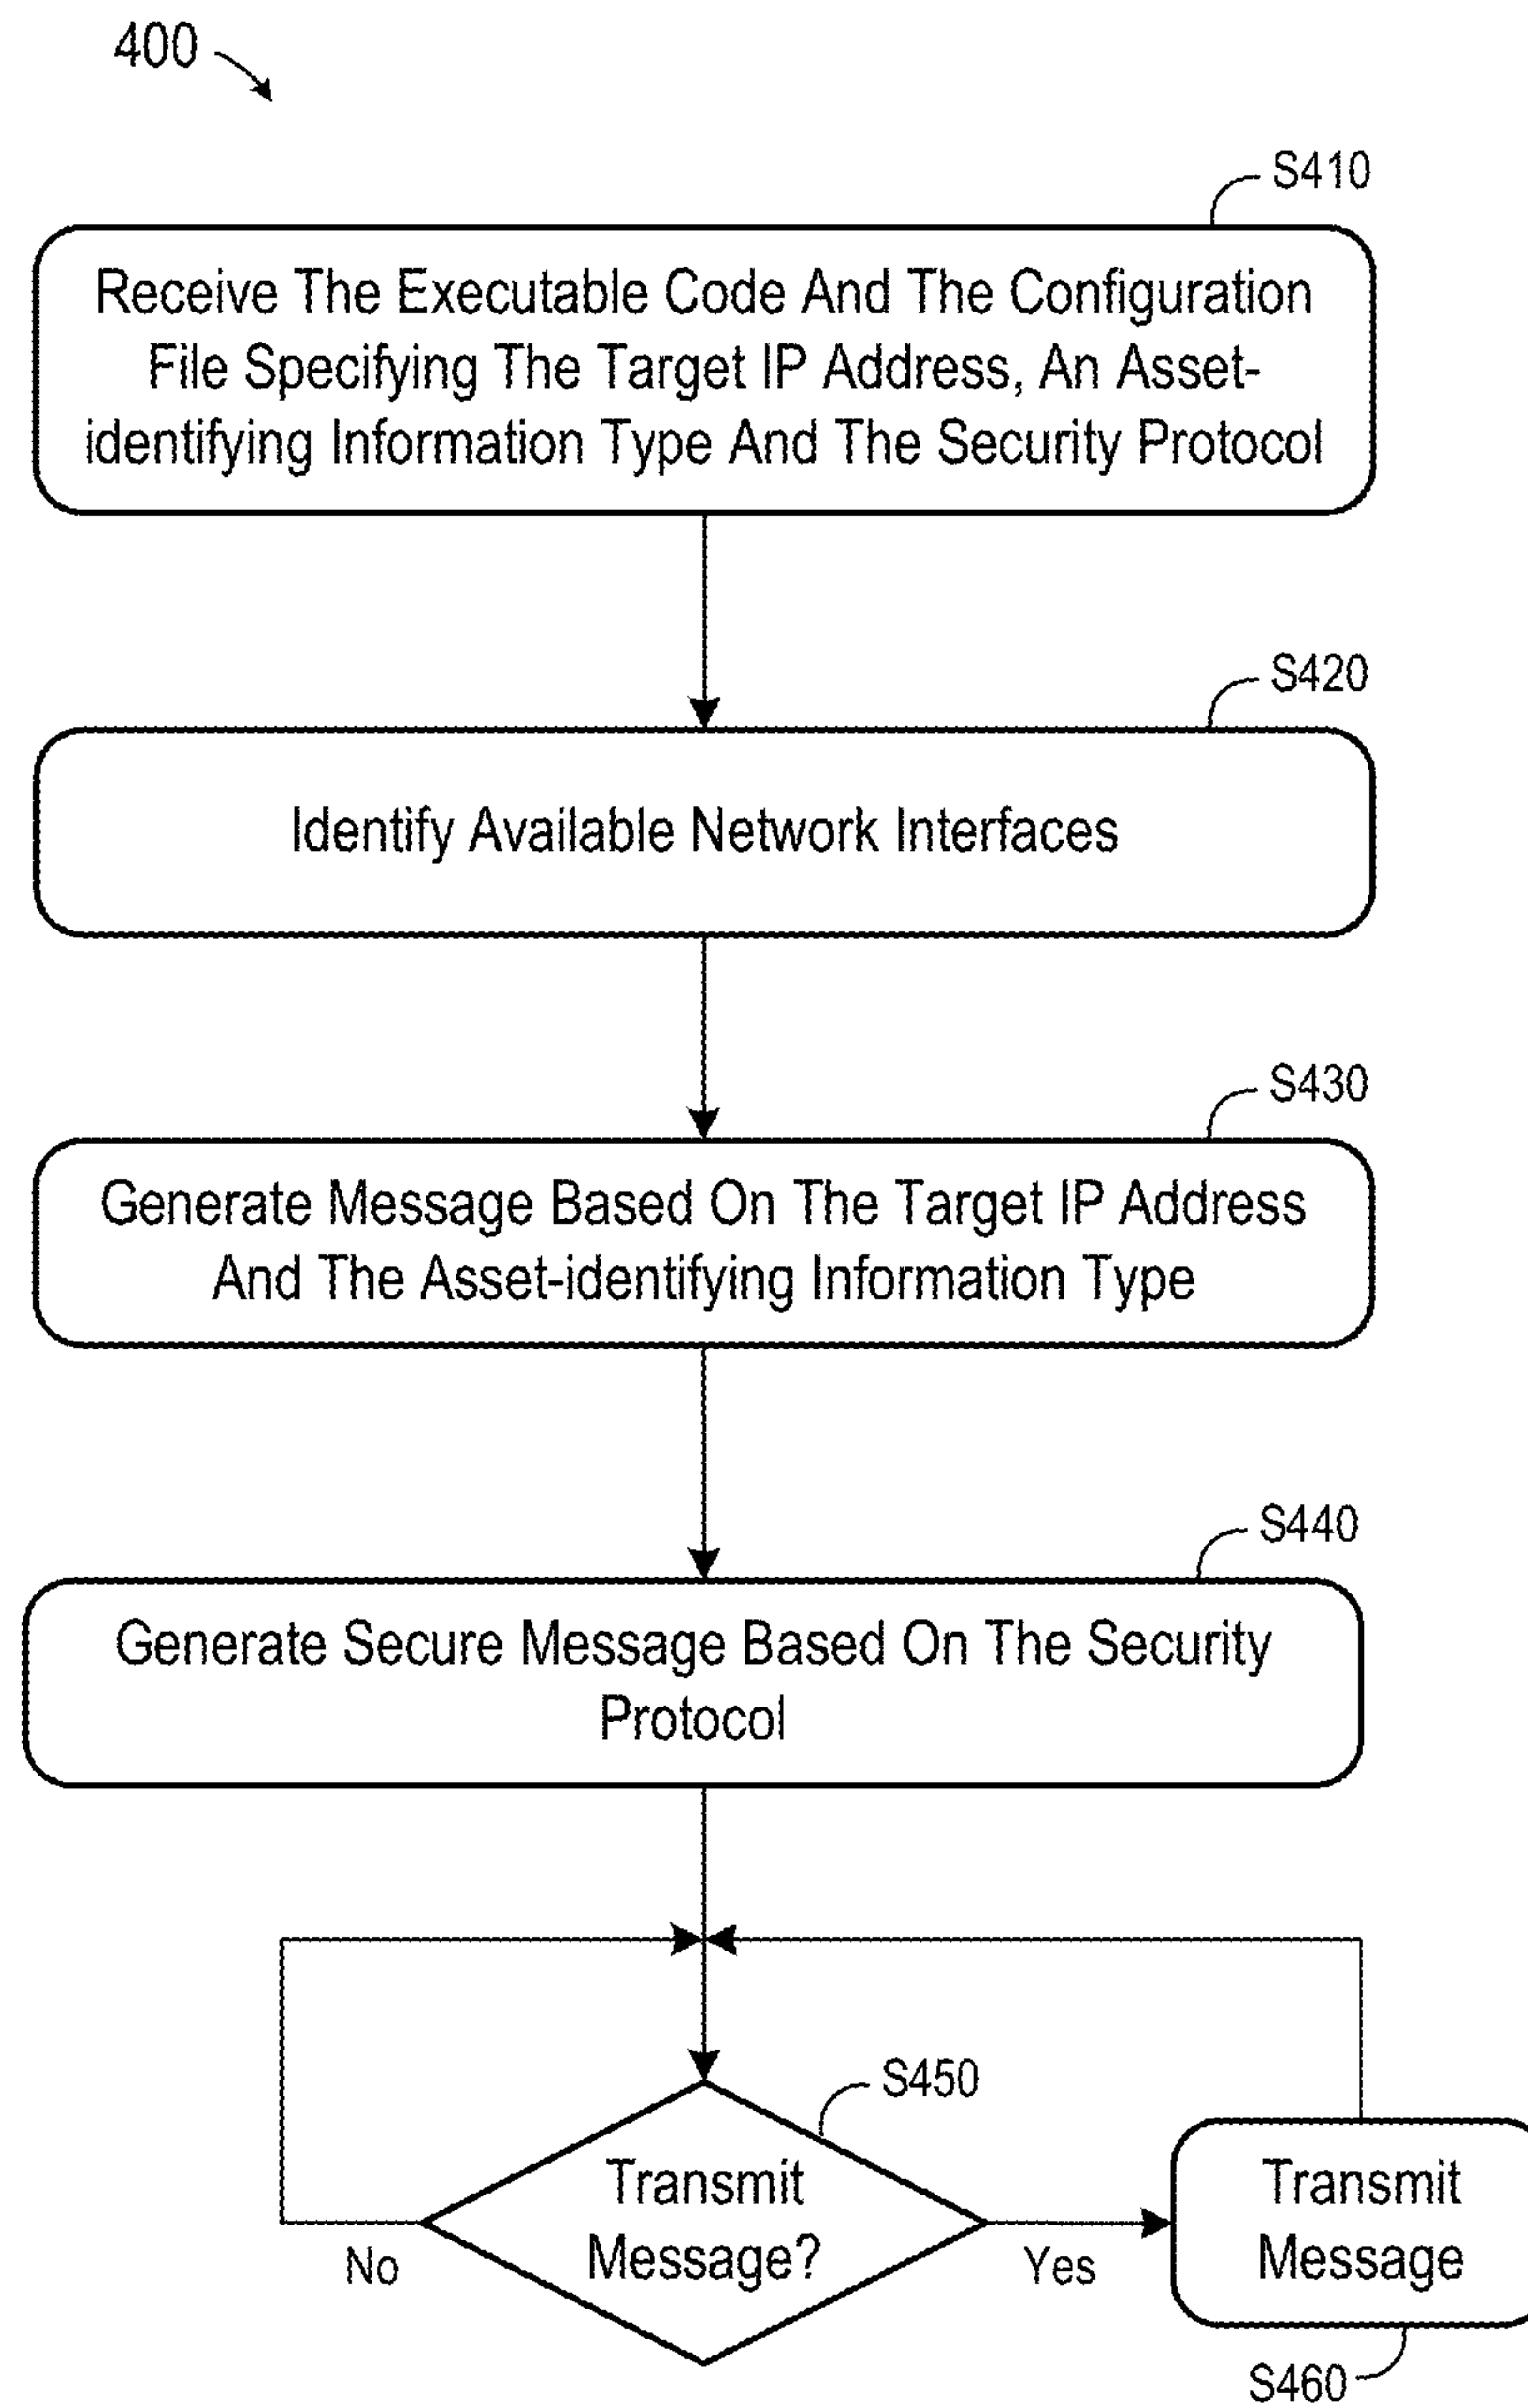 400
S410
Receive The Executable Code And The Configuration
File Specifying The Target IP Address, An Asset-
identifying Information Type And The Security Protocol
S420
Identify Available Network Interfaces
S430
Generate Message Based On The Target IP Address
And The Asset-identifying Information Type
S440
Generate Secure Message Based On The Security
Protocol
S450
Transmit
Message?
No
Yes
Transmit
Message
S460